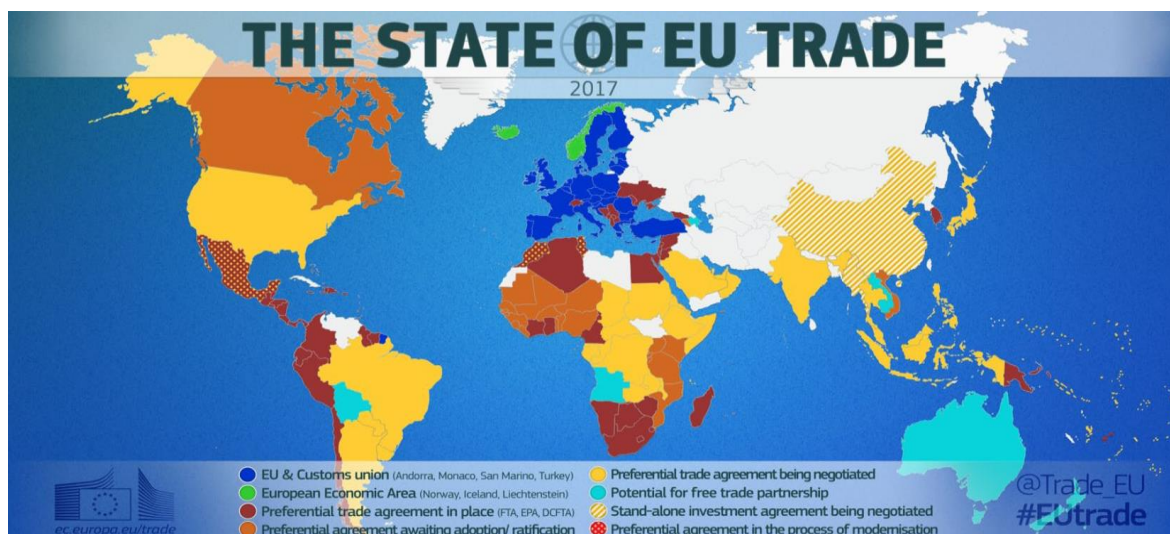 THE STATE OF EU TRADE
2017
EU & Customs union (Andorra, Monaco, San Marino, Turkey)
European Economic Area (Norway, Iceland, Liechtenstein)
Preferential trade agreement in place (FTA, EPA, DCFTA)
Preferential agreement awaiting adoption/ ratification
Preferential trade agreement being negotiated
Potential for free trade partnership
Stand-alone investment agreement being negotiated
Preferential agreement in the process of modernisation
ec.europa.eu/trade
@Trade_EU
#EUtrade